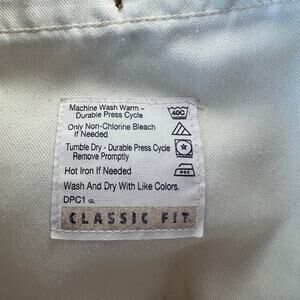 Machine Wash Warm –
Durable Press Cycle
40C
Only Non-Chlorine Bleach
If Needed
Tumble Dry - Durable Press Cycle
Remove Promptly
Hot Iron If Needed
Wash And Dry With Like Colors.
DPC1 GL
CLASSIC FIT